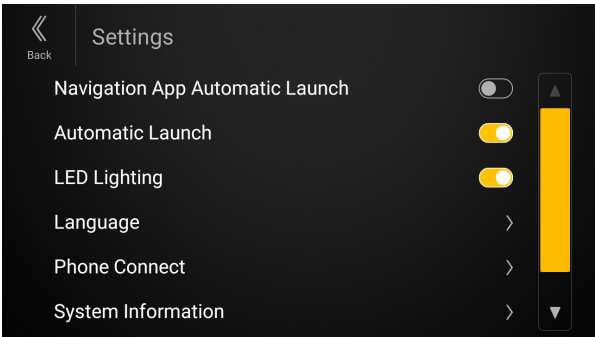 Settings
Back
Navigation App Automatic Launch
Automatic Launch
LED Lighting
Language
Phone Connect
System Information